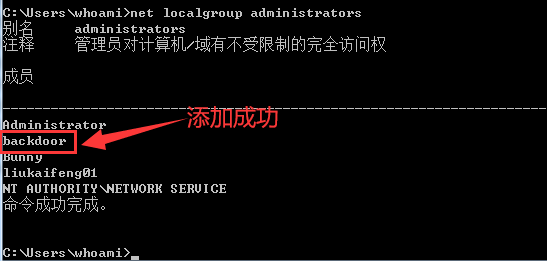 C:\Users\whoami>net localgroup administrators
别名 administrators
注释 管理员对计算机/域有不受限制的完全访问权
成员
-------------------------------------------------------------------------------
Administrator
backdoor
添加成功
Bunny
liukaifeng01
NT AUTHORITY\NETWORK SERVICE
命令成功完成。
C:\Users\whoami>_